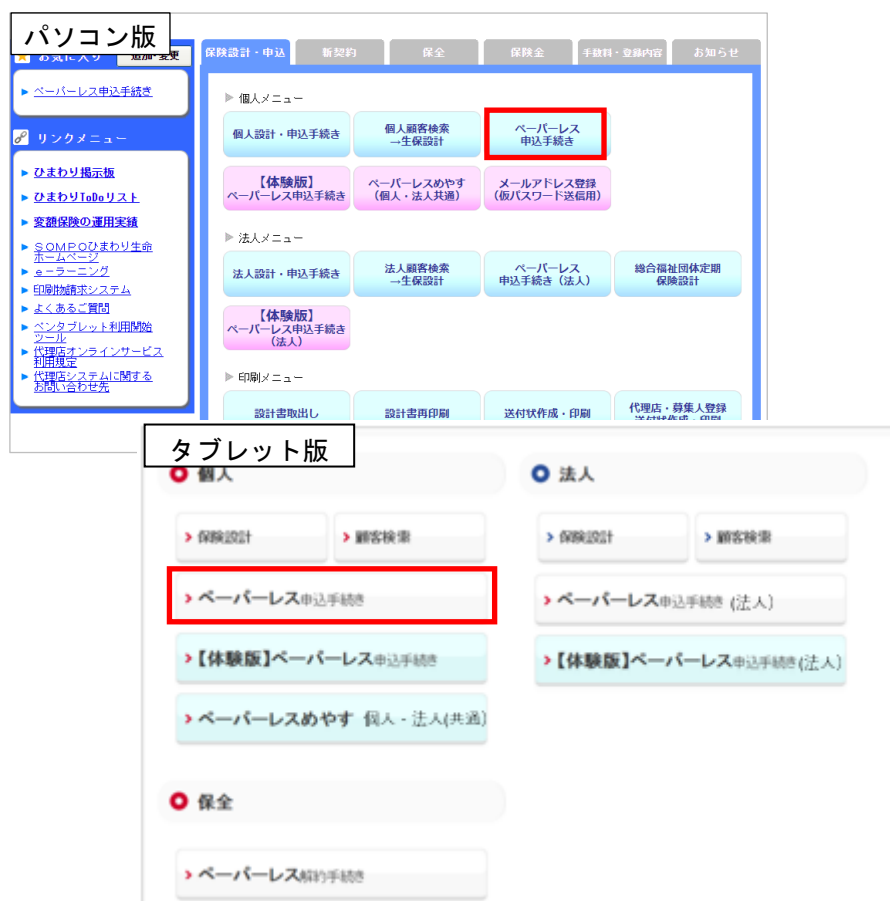 パソコン版
お気に入り 追加・変更
ペーパーレス申込手続き
リンクメニュー
ひまわり掲示板
ひまわりToDoリスト
変額保険の運用実績
SOMPOひまわり生命
ホームページ
e-ラーニング
印刷物請求システム
よくあるご質問
ペンタブレット利用開始
ツール
代理店オンラインサービス
利用規定
代理店システムに関する
お問い合わせ先
保険設計・申込 新契約 保全 保険金 手数料・登録内容 お知らせ
個人メニュー
個人設計・申込手続き
個人顧客検索
→生保設計
ペーパーレス
申込手続き
【体験版】
ペーパーレス申込手続き
ペーパーレスめやす
(個人・法人共通)
メールアドレス登録
(仮パスワード送信用)
法人メニュー
法人設計・申込手続き
法人顧客検索
→生保設計
ペーパーレス
申込手続き（法人）
総合福祉団体定期
保険設計
【体験版】
ペーパーレス申込手続き
(法人)
印刷メニュー
設計書取出し
設計書再印刷
送付状作成・印刷
代理店・募集人登録
送付状作成・印刷
タブレット版
個人
保険設計
顧客検索
ペーパーレス申込手続き
【体験版】ペーパーレス申込手続き
ペーパーレスめやす 個人・法人(共通)
法人
保険設計
顧客検索
ペーパーレス申込手続き (法人)
【体験版】ペーパーレス申込手続き(法人)
保全
ペーパーレス解約手続き